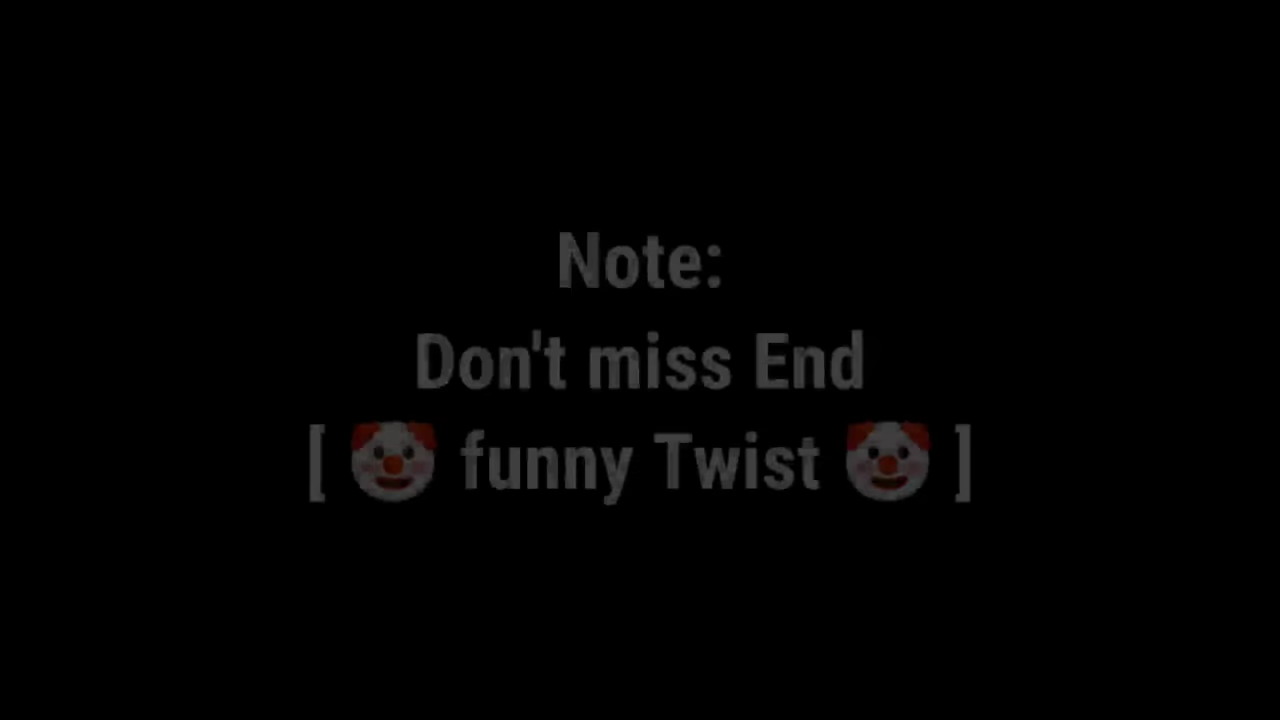 Note:
Don't miss End
[ 🤡 funny Twist 🤡 ]